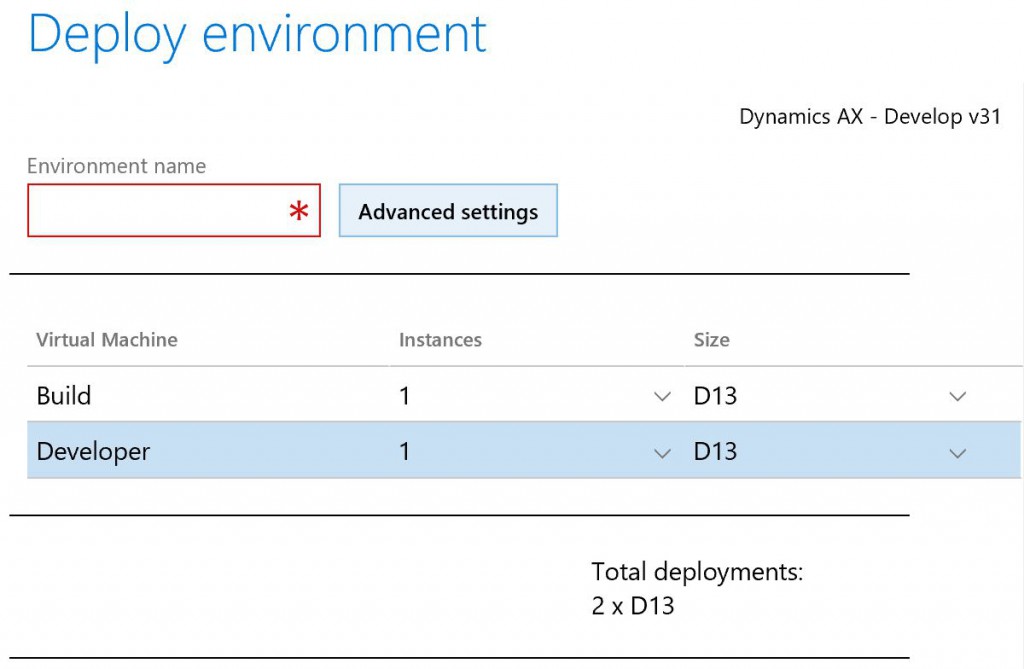 Deploy environment
Dynamics AX - Develop v31
Environment name
*
Advanced settings
Virtual Machine Instances Size
Build 1 D13
Developer 1 D13
Total deployments:
2 x D13